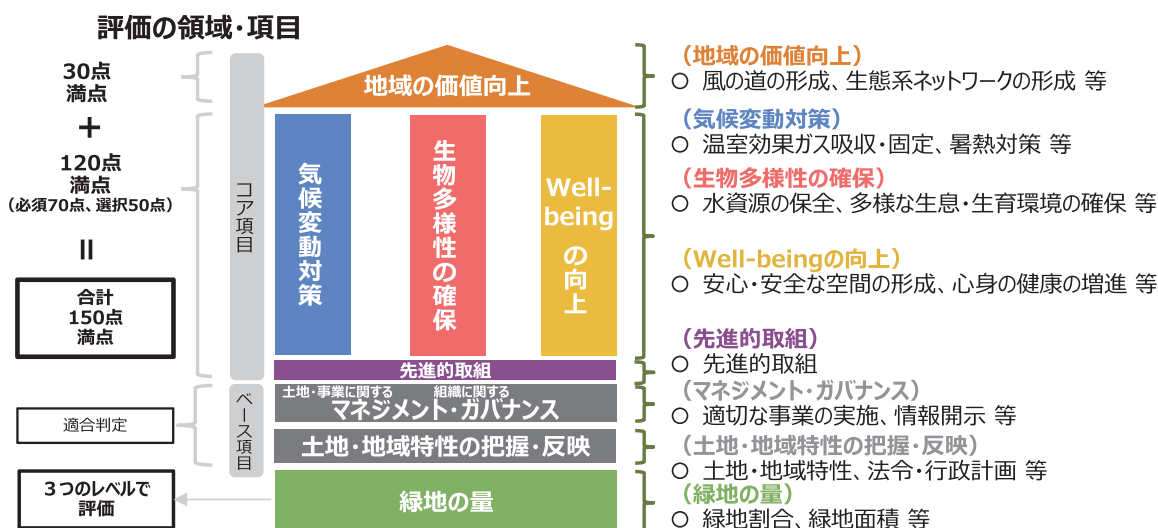 評価の領域・項目
30点
満点
+
120点
満点
(必須70点、選択50点)
=
合計
150点
満点
適合判定
3つのレベルで
評価
コア項目
ベース項目
地域の価値向上
気候変動対策
生物多様性の確保
Well-
being
の向上
先進的取組
土地・事業に関する 組織に関する
マネジメント・ガバナンス
土地・地域特性の把握・反映
緑地の量
（地域の価値向上）
○ 風の道の形成、生態系ネットワークの形成 等
（気候変動対策）
○ 温室効果ガス吸収・固定、暑熱対策 等
（生物多様性の確保）
○ 水資源の保全、多様な生息・生育環境の確保 等
（Well-beingの向上）
○ 安心・安全な空間の形成、心身の健康の増進 等
（先進的取組）
○ 先進的取組
（マネジメント・ガバナンス）
○ 適切な事業の実施、情報開示 等
（土地・地域特性の把握・反映）
○ 土地・地域特性、法令・行政計画 等
（緑地の量）
○ 緑地割合、緑地面積 等